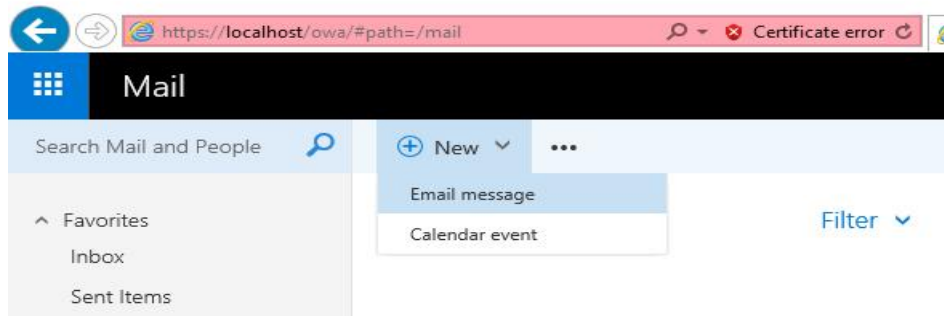 https://localhost/owa/#path=/mail Certificate error
Mail
Search Mail and People New
Email message
Calendar event
Filter
Favorites
Inbox
Sent Items